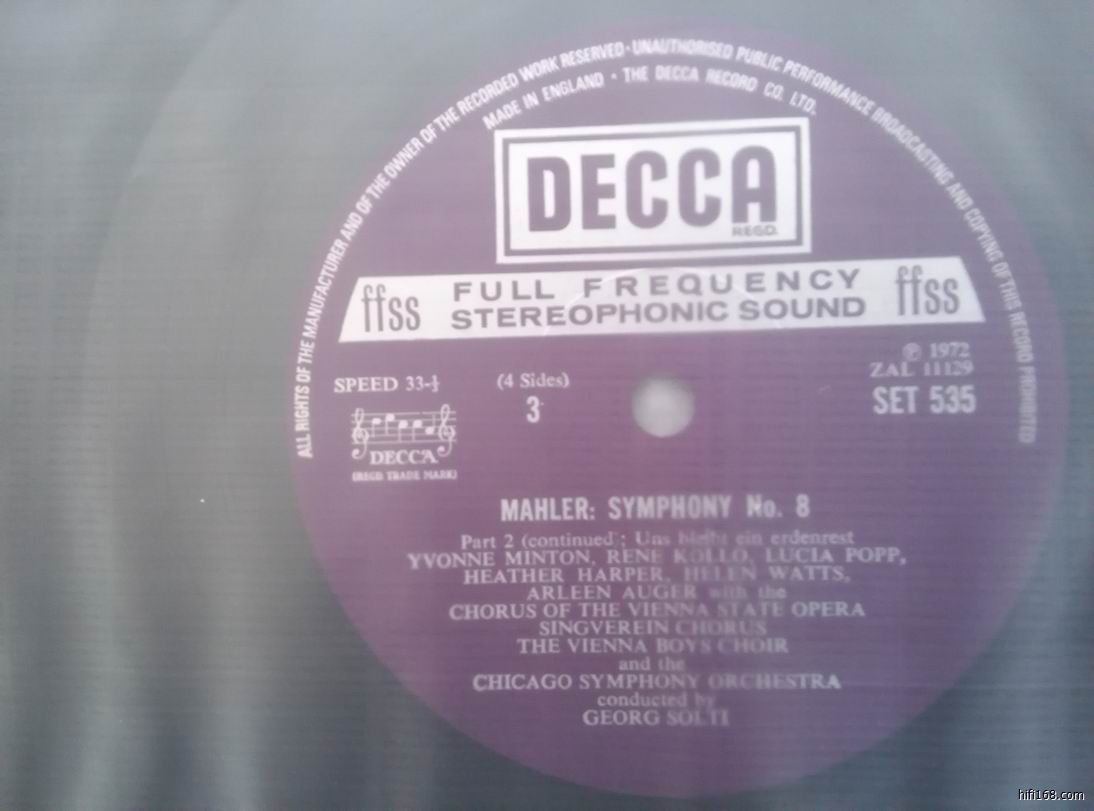 ALL RIGHTS OF THE MANUFACTURER AND OF THE OWNER OF THE RECORDED WORK RESERVED · UNAUTHORISED PUBLIC PERFORMANCE BROADCASTING AND COPYING OF THIS RECORD PROHIBITED
MADE IN ENGLAND · THE DECCA RECORD CO. LTD.
DECCA
REGD.
ffss FULL FREQUENCY STEREOPHONIC SOUND ffss
℗ 1972
ZAL 11129
SET 535
SPEED 33-⅓
(4 Sides)
3
DECCA
(REGD TRADE MARK)
MAHLER: SYMPHONY No. 8
Part 2 (continued): Uns bleibt ein erdenrest
YVONNE MINTON, RENE KOLLO, LUCIA POPP,
HEATHER HARPER, HELEN WATTS,
ARLEEN AUGER with the
CHORUS OF THE VIENNA STATE OPERA
SINGVEREIN CHORUS
THE VIENNA BOYS CHOIR
and the
CHICAGO SYMPHONY ORCHESTRA
conducted by
GEORG SOLTI
hifi168.com